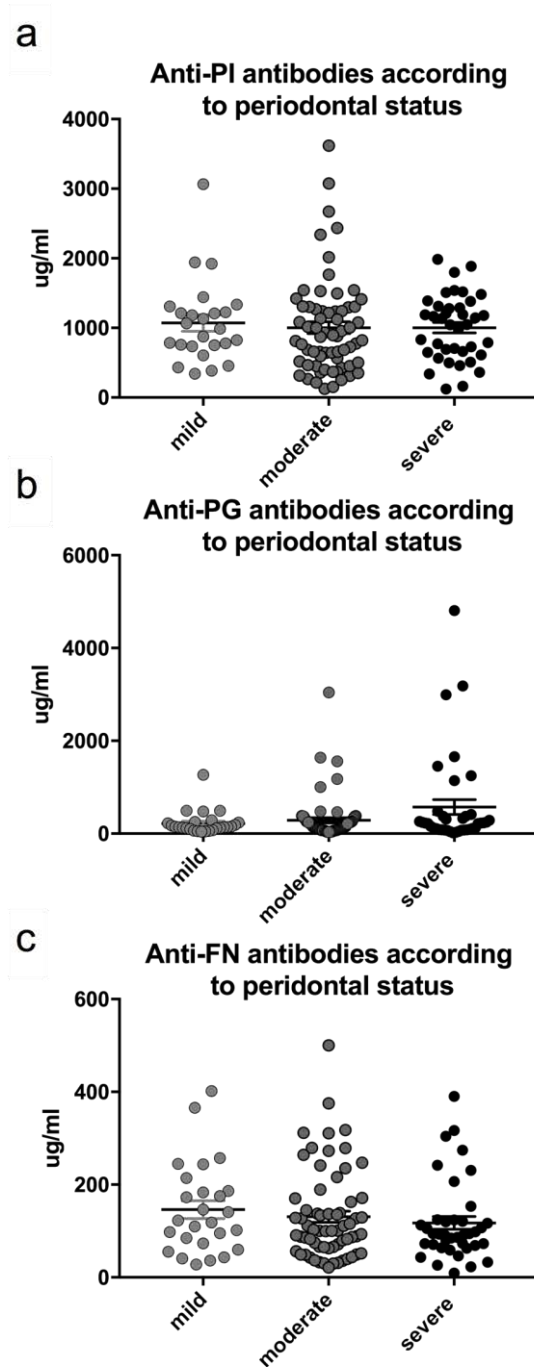 a
Anti-PI antibodies according
to periodontal status
4000
3000
2000
1000
0
ug/ml
mild
moderate
severe
b
Anti-PG antibodies according
to periodontal status
6000
4000
2000
0
ug/ml
mild
moderate
severe
c
Anti-FN antibodies according
to peridontal status
600
400
200
0
ug/ml
mild
moderate
severe